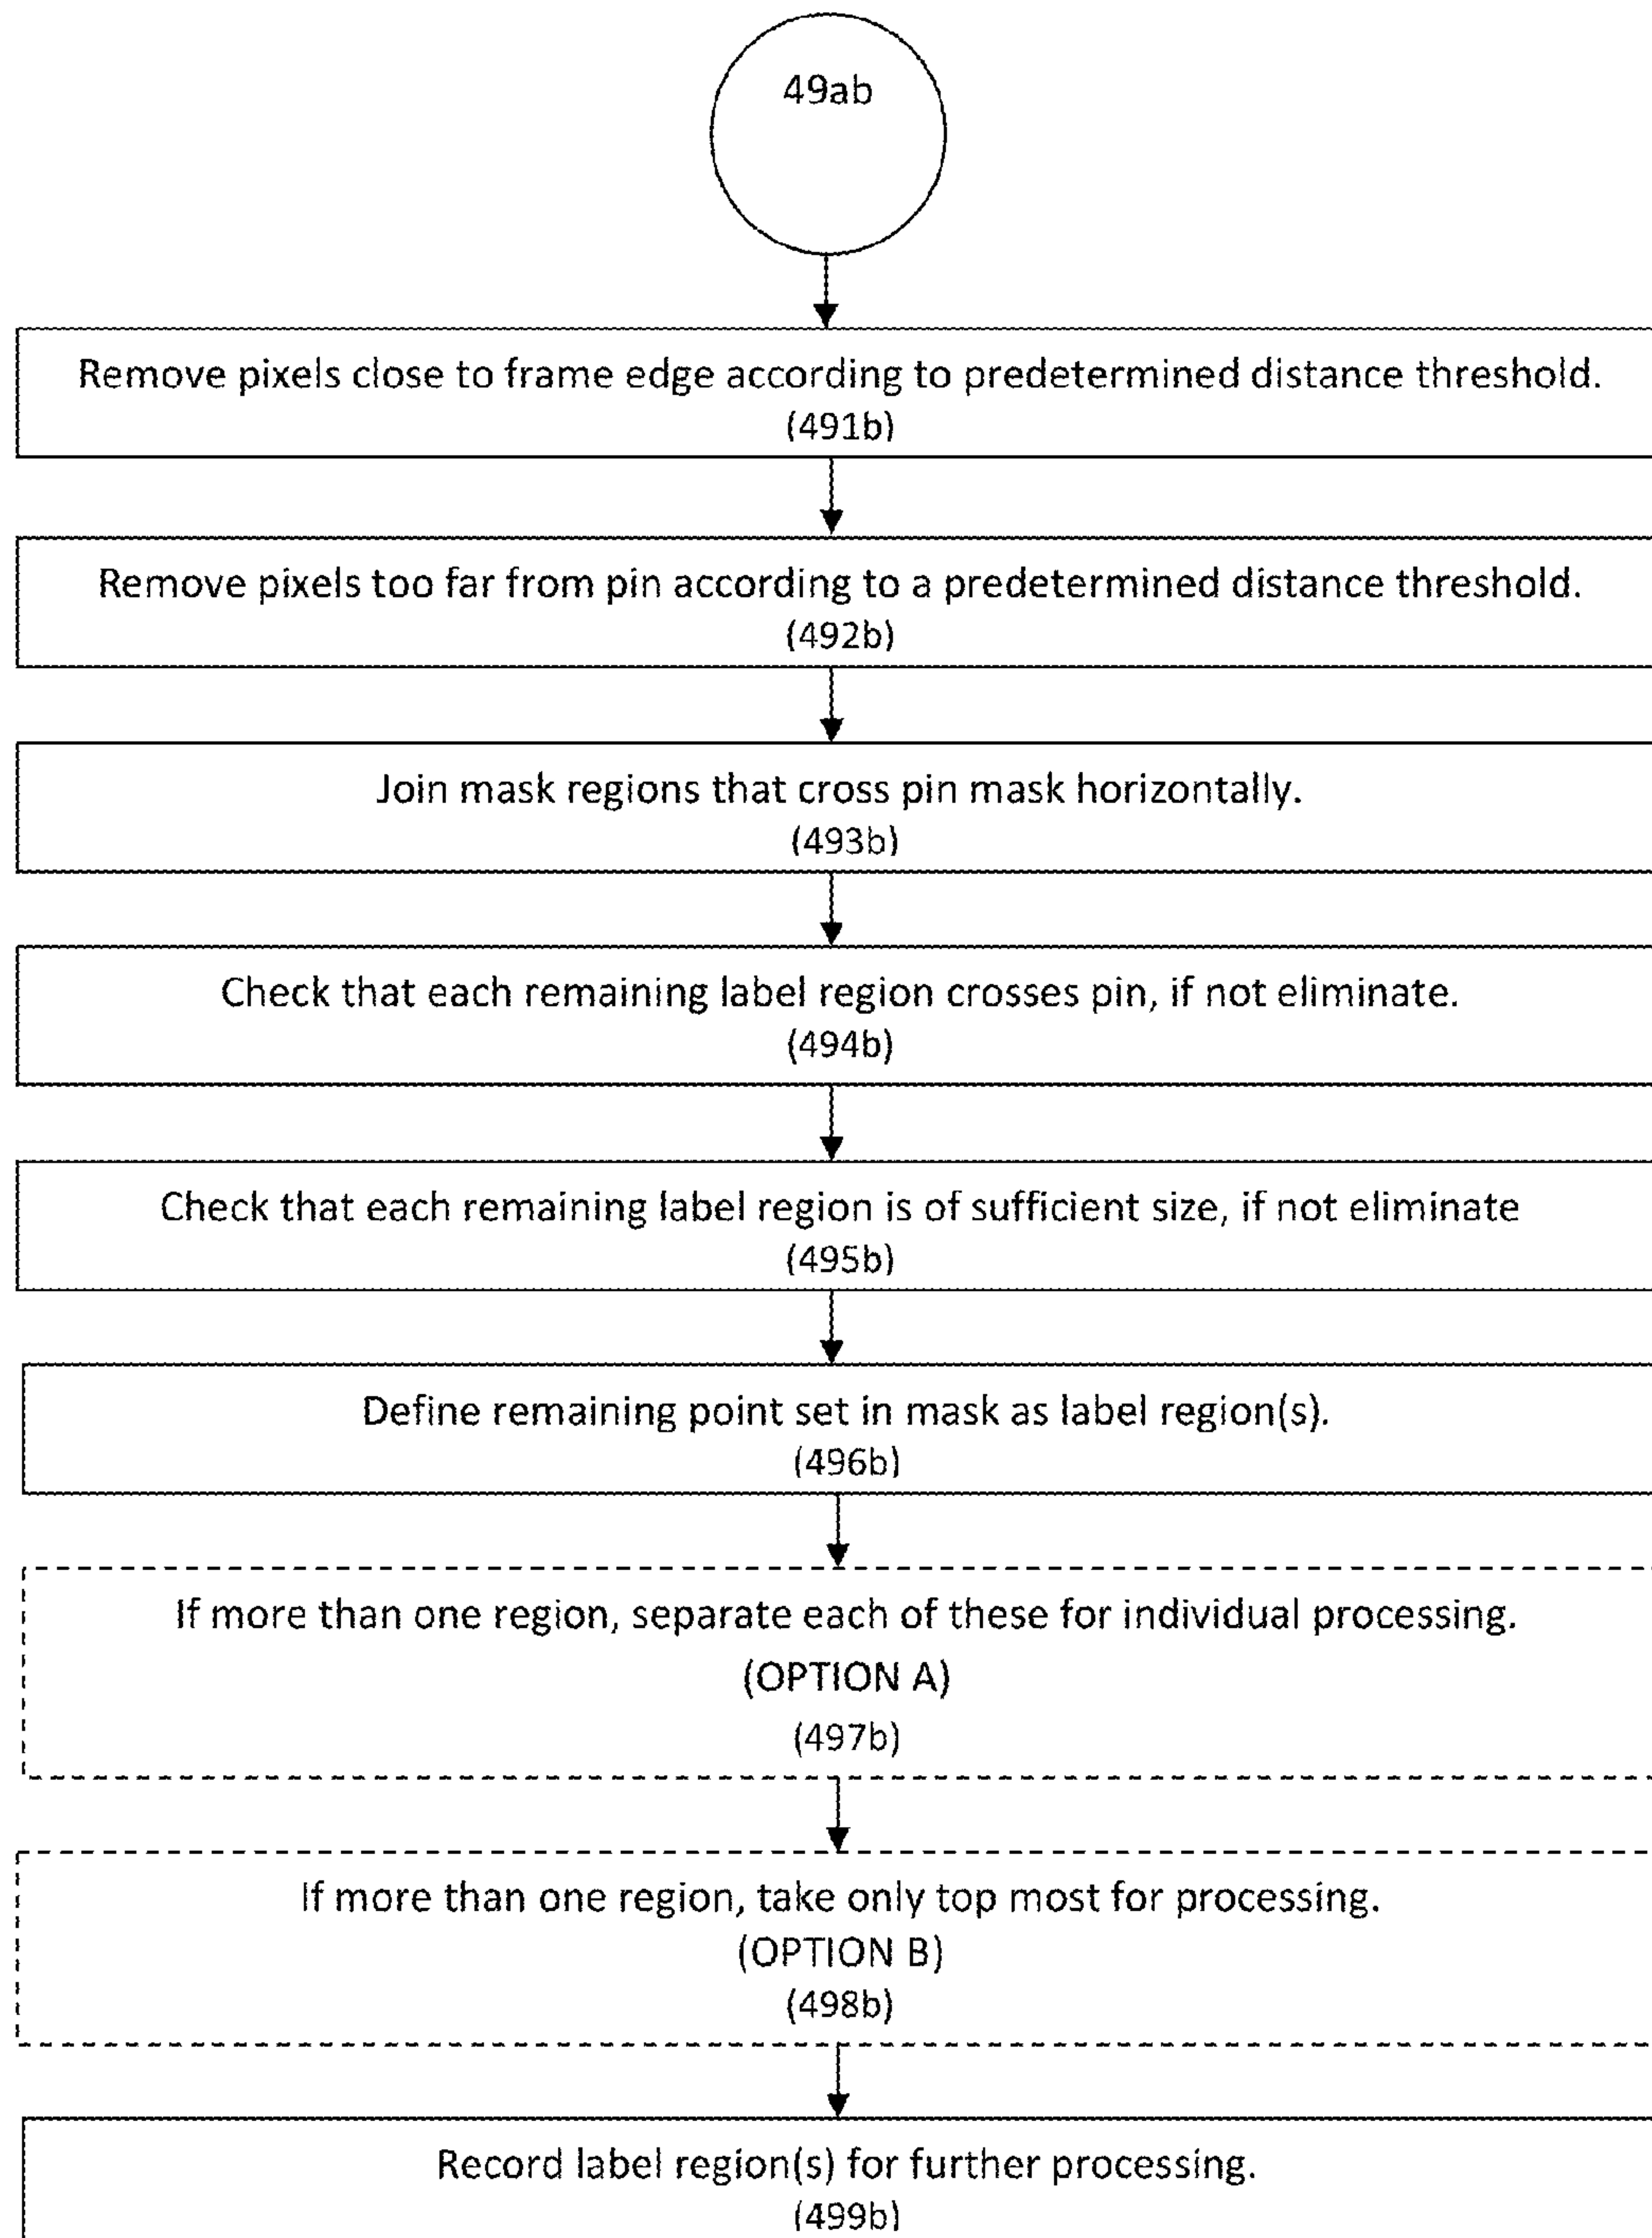 49ab
Remove pixels close to frame edge according to predetermined distance threshold.
(491b)
Remove pixels too far from pin according to a predetermined distance threshold.
(492b)
Join mask regions that cross pin mask horizontally.
(493b)
Check that each remaining label region crosses pin, if not eliminate.
(494b)
Check that each remaining label region is of sufficient size, if not eliminate
(495b)
Define remaining point set in mask as label region(s).
(496b)
If more than one region, separate each of these for individual processing.
(OPTION A)
(497b)
If more than one region, take only top most for processing.
(OPTION B)
(498b)
Record label region(s) for further processing.
(499b)